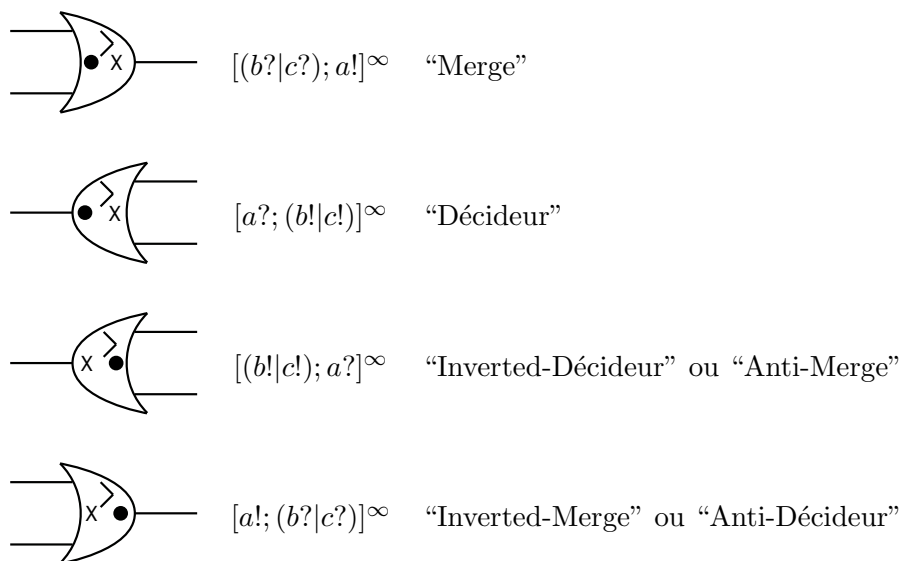 X [(b?|c?); a!]∞ “Merge”
X [a?; (b!|c!)]∞ “Décideur”
X [(b!|c!); a?]∞ “Inverted-Décideur” ou “Anti-Merge”
X [a!; (b?|c?)]∞ “Inverted-Merge” ou “Anti-Décideur”